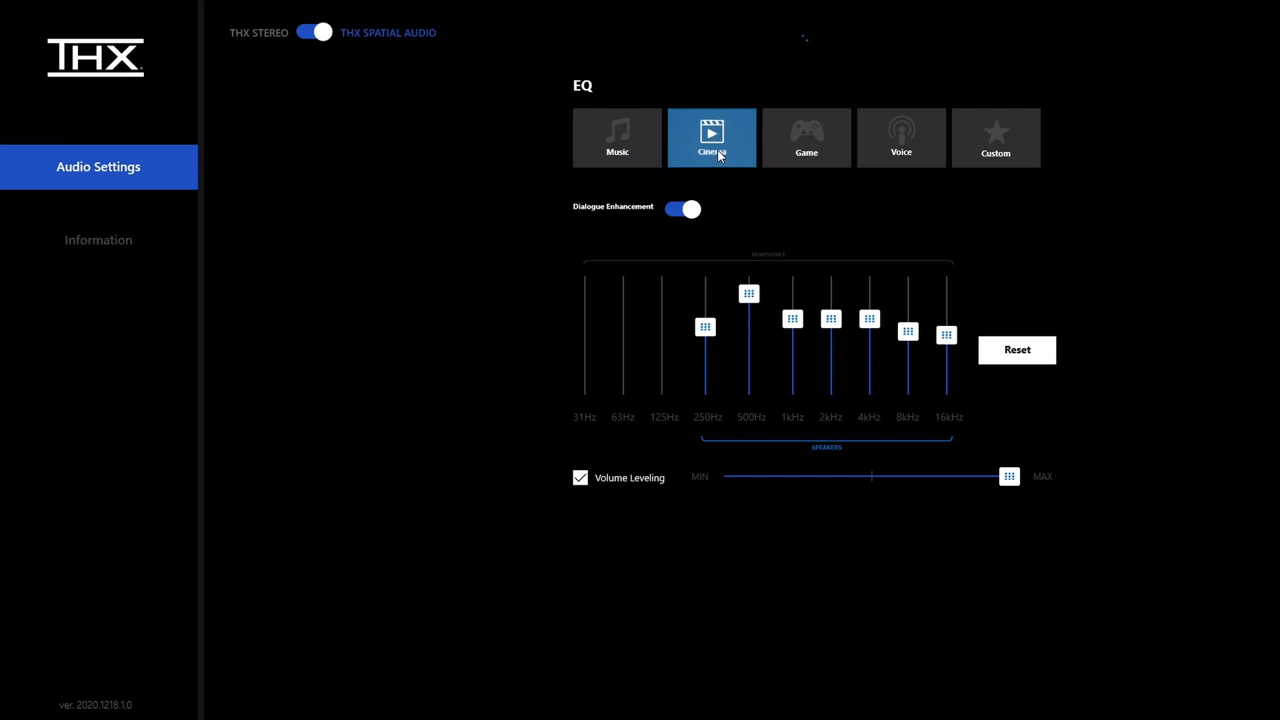 THX
THX STEREO THX SPATIAL AUDIO
EQ
Music Cinema Game Voice Custom
Audio Settings
Dialogue Enhancement
Information
HEADPHONES
Reset
31Hz 63Hz 125Hz 250Hz 500Hz 1kHz 2kHz 4kHz 8kHz 16kHz
SPEAKERS
Volume Leveling MIN MAX
ver. 2020.1218.1.0